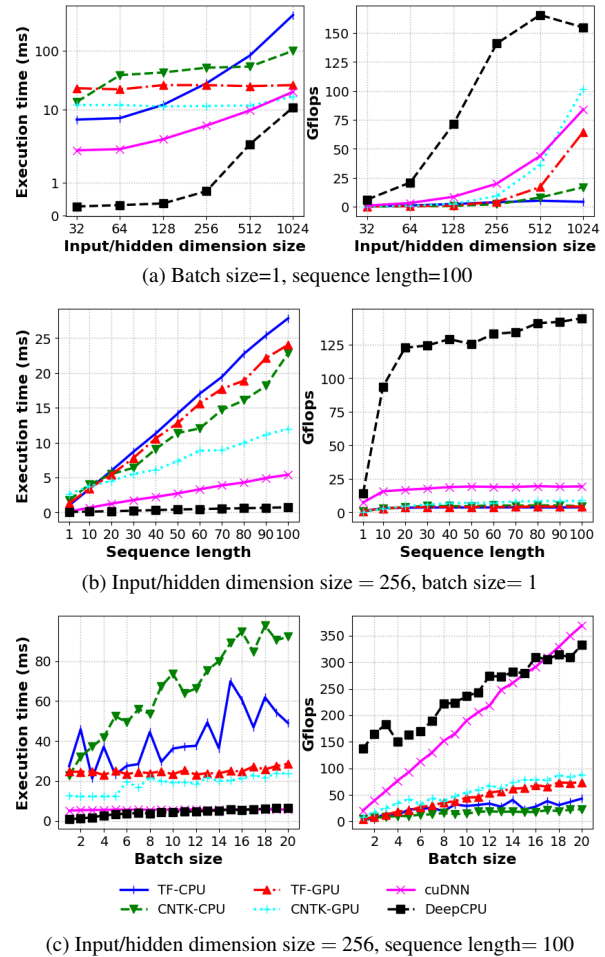 Execution time (ms)
100
10
1
0
32 64 128 256 512 1024
Input/hidden dimension size
Gflops
150
125
100
75
50
25
0
32 64 128 256 512 1024
Input/hidden dimension size
(a) Batch size=1, sequence length=100
Execution time (ms)
25
20
15
10
5
0
1 10 20 30 40 50 60 70 80 90 100
Sequence length
Gflops
125
100
75
50
25
0
1 10 20 30 40 50 60 70 80 90 100
Sequence length
(b) Input/hidden dimension size = 256, batch size= 1
Execution time (ms)
80
60
40
20
0
2 4 6 8 10 12 14 16 18 20
Batch size
Gflops
350
300
250
200
150
100
50
0
2 4 6 8 10 12 14 16 18 20
Batch size
TF-CPU TF-GPU cuDNN
CNTK-CPU CNTK-GPU DeepCPU
(c) Input/hidden dimension size = 256, sequence length= 100